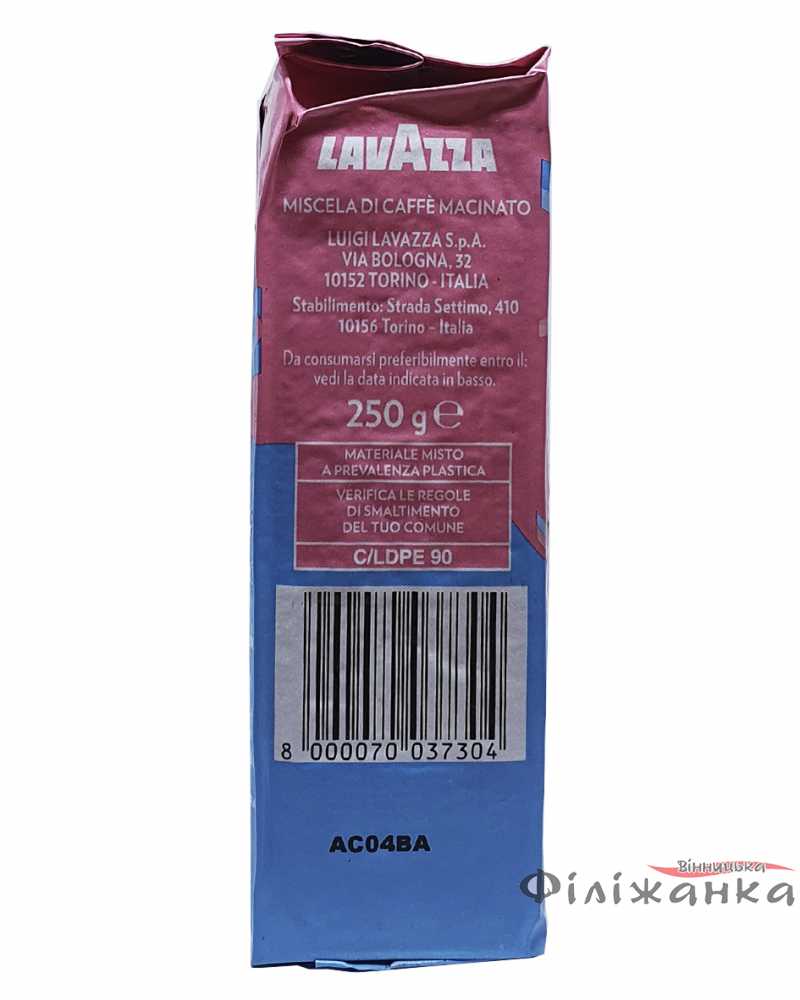 LAVAZZA
MISCELA DI CAFFÈ MACINATO
LUIGI LAVAZZA S.p.A.
VIA BOLOGNA, 32
10152 TORINO - ITALIA
Stabilimento: Strada Settimo, 410
10156 Torino - Italia
Da consumarsi preferibilmente entro il:
vedi la data indicata in basso.
250 g ℮
MATERIALE MISTO
A PREVALENZA PLASTICA
VERIFICA LE REGOLE
DI SMALTIMENTO
DEL TUO COMUNE
C/LDPE 90
8 000070 037304
AC04BA
Вінницька
Філіжанка